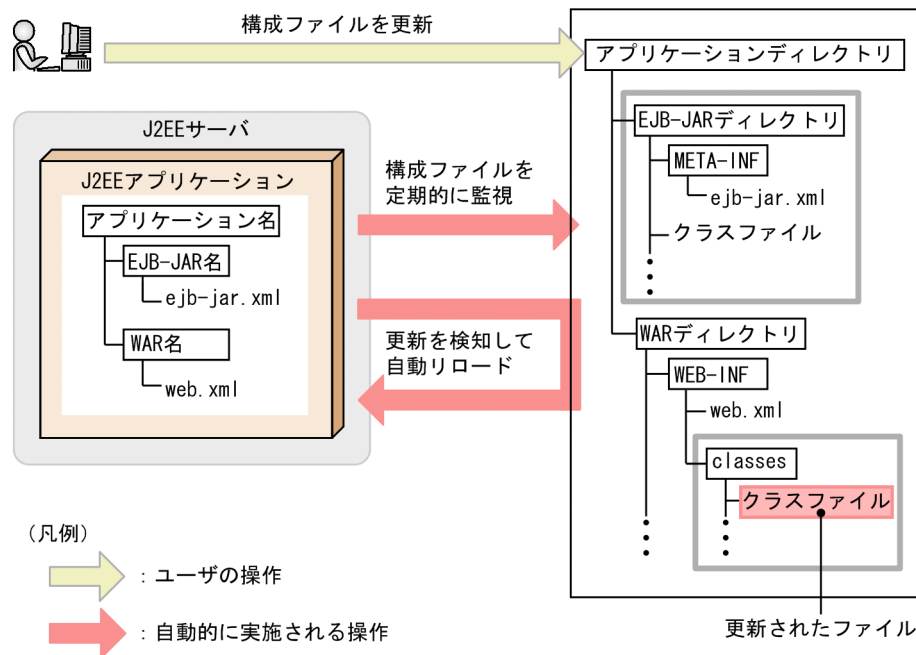 構成ファイルを更新
アプリケーションディレクトリ
EJB-JARディレクトリ
META-INF
ejb-jar.xml
クラスファイル
WARディレクトリ
WEB-INF
web.xml
classes
クラスファイル
更新されたファイル
J2EEサーバ
J2EEアプリケーション
アプリケーション名
EJB-JAR名
ejb-jar.xml
WAR名
web.xml
構成ファイルを
定期的に監視
更新を検知して
自動リロード
(凡例)
：ユーザの操作
：自動的に実施される操作